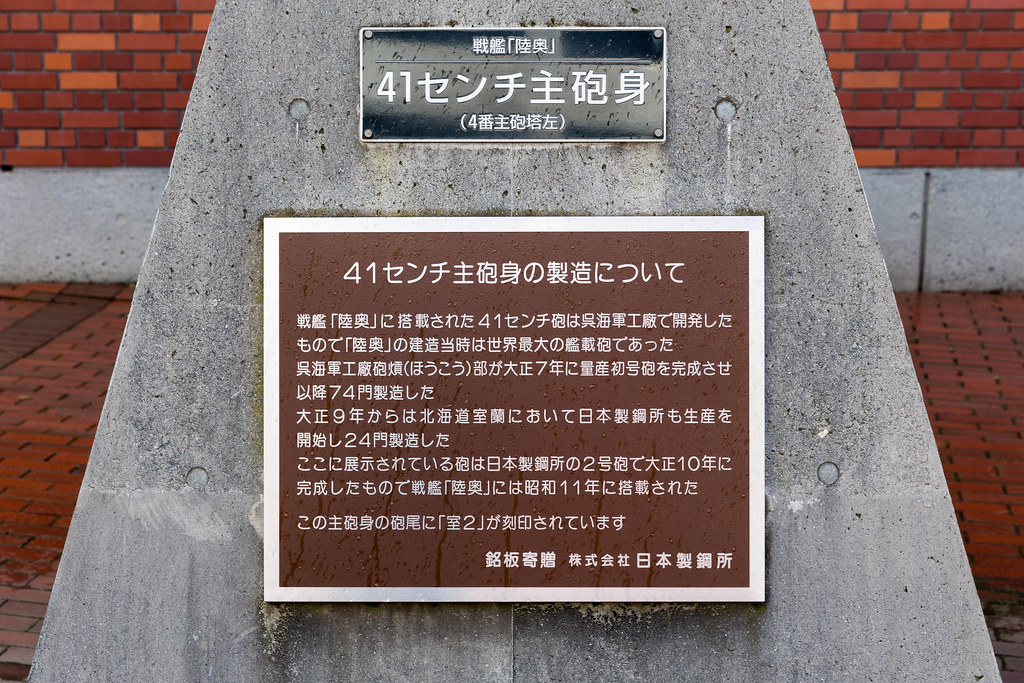 戦艦「陸奥」
41センチ主砲身
(4番主砲塔左)
41センチ主砲身の製造について
戦艦「陸奥」に搭載された41センチ砲は呉海軍工廠で開発した
もので「陸奥」の建造当時は世界最大の艦載砲であった
呉海軍工廠砲熕(ほうこう)部が大正7年に量産初号砲を完成させ
以降74門製造した
大正9年からは北海道室蘭において日本製鋼所も生産を
開始し24門製造した
ここに展示されている砲は日本製鋼所の2号砲で大正10年に
完成したもので戦艦「陸奥」には昭和11年に搭載された
この主砲身の砲尾に「室2」が刻印されています
銘板寄贈 株式会社 日本製鋼所